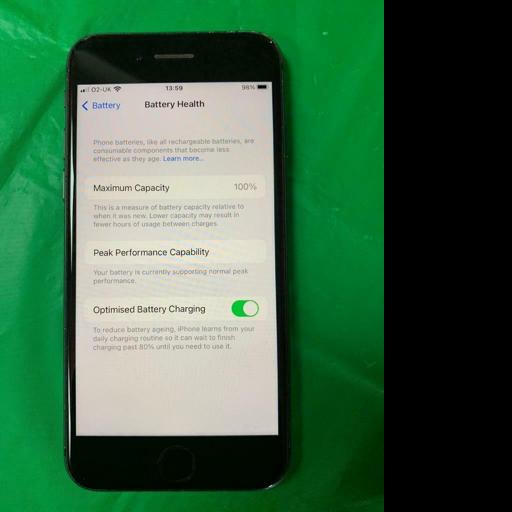 O2-UK 13:59 98%
Battery Battery Health
Phone batteries, like all rechargeable batteries, are
consumable components that become less
effective as they age. Learn more...
Maximum Capacity 100%
This is a measure of battery capacity relative to
when it was new. Lower capacity may result in
fewer hours of usage between charges.
Peak Performance Capability
Your battery is currently supporting normal peak
performance.
Optimised Battery Charging
To reduce battery ageing, iPhone learns from your
daily charging routine so it can wait to finish
charging past 80% until you need to use it.